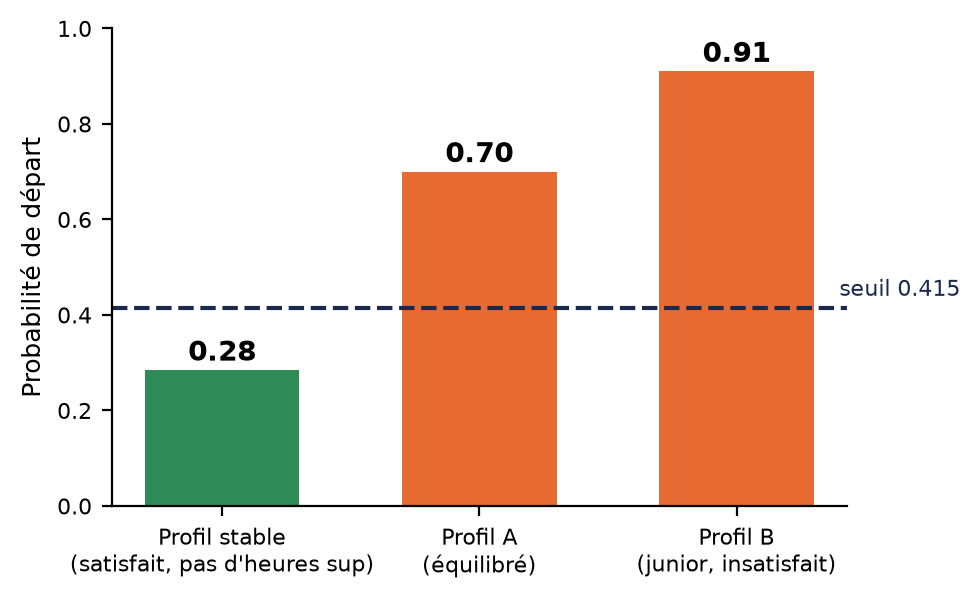 1.0
0.8
0.6
0.4
0.2
0.0
Probabilité de départ
0.28
0.70
0.91
seuil 0.415
Profil stable
(satisfait, pas d'heures sup)
Profil A
(équilibré)
Profil B
(junior, insatisfait)